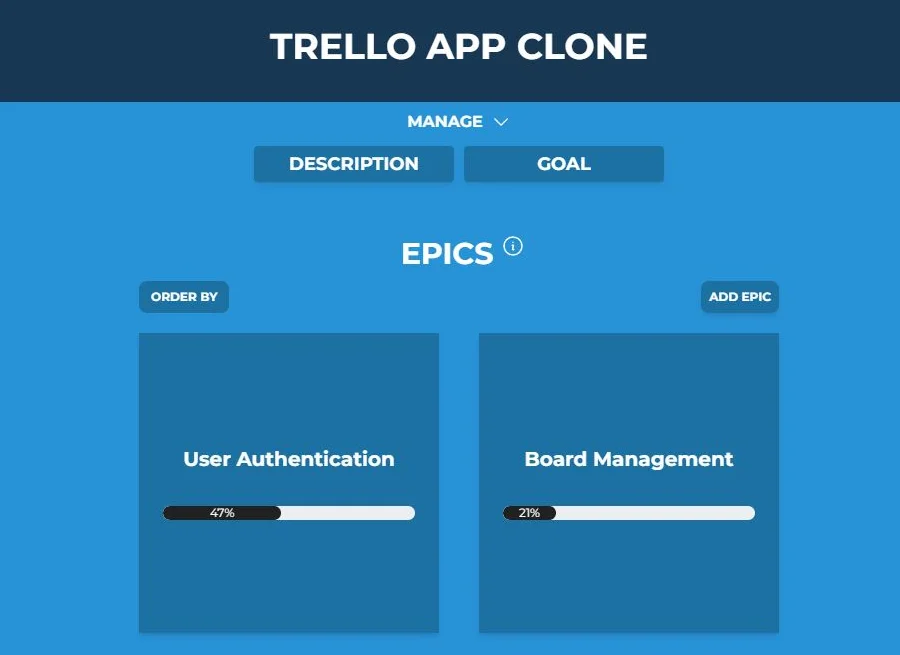 TRELLO APP CLONE
MANAGE
DESCRIPTION GOAL
EPICS
ORDER BY ADD EPIC
User Authentication Board Management
47% 21%